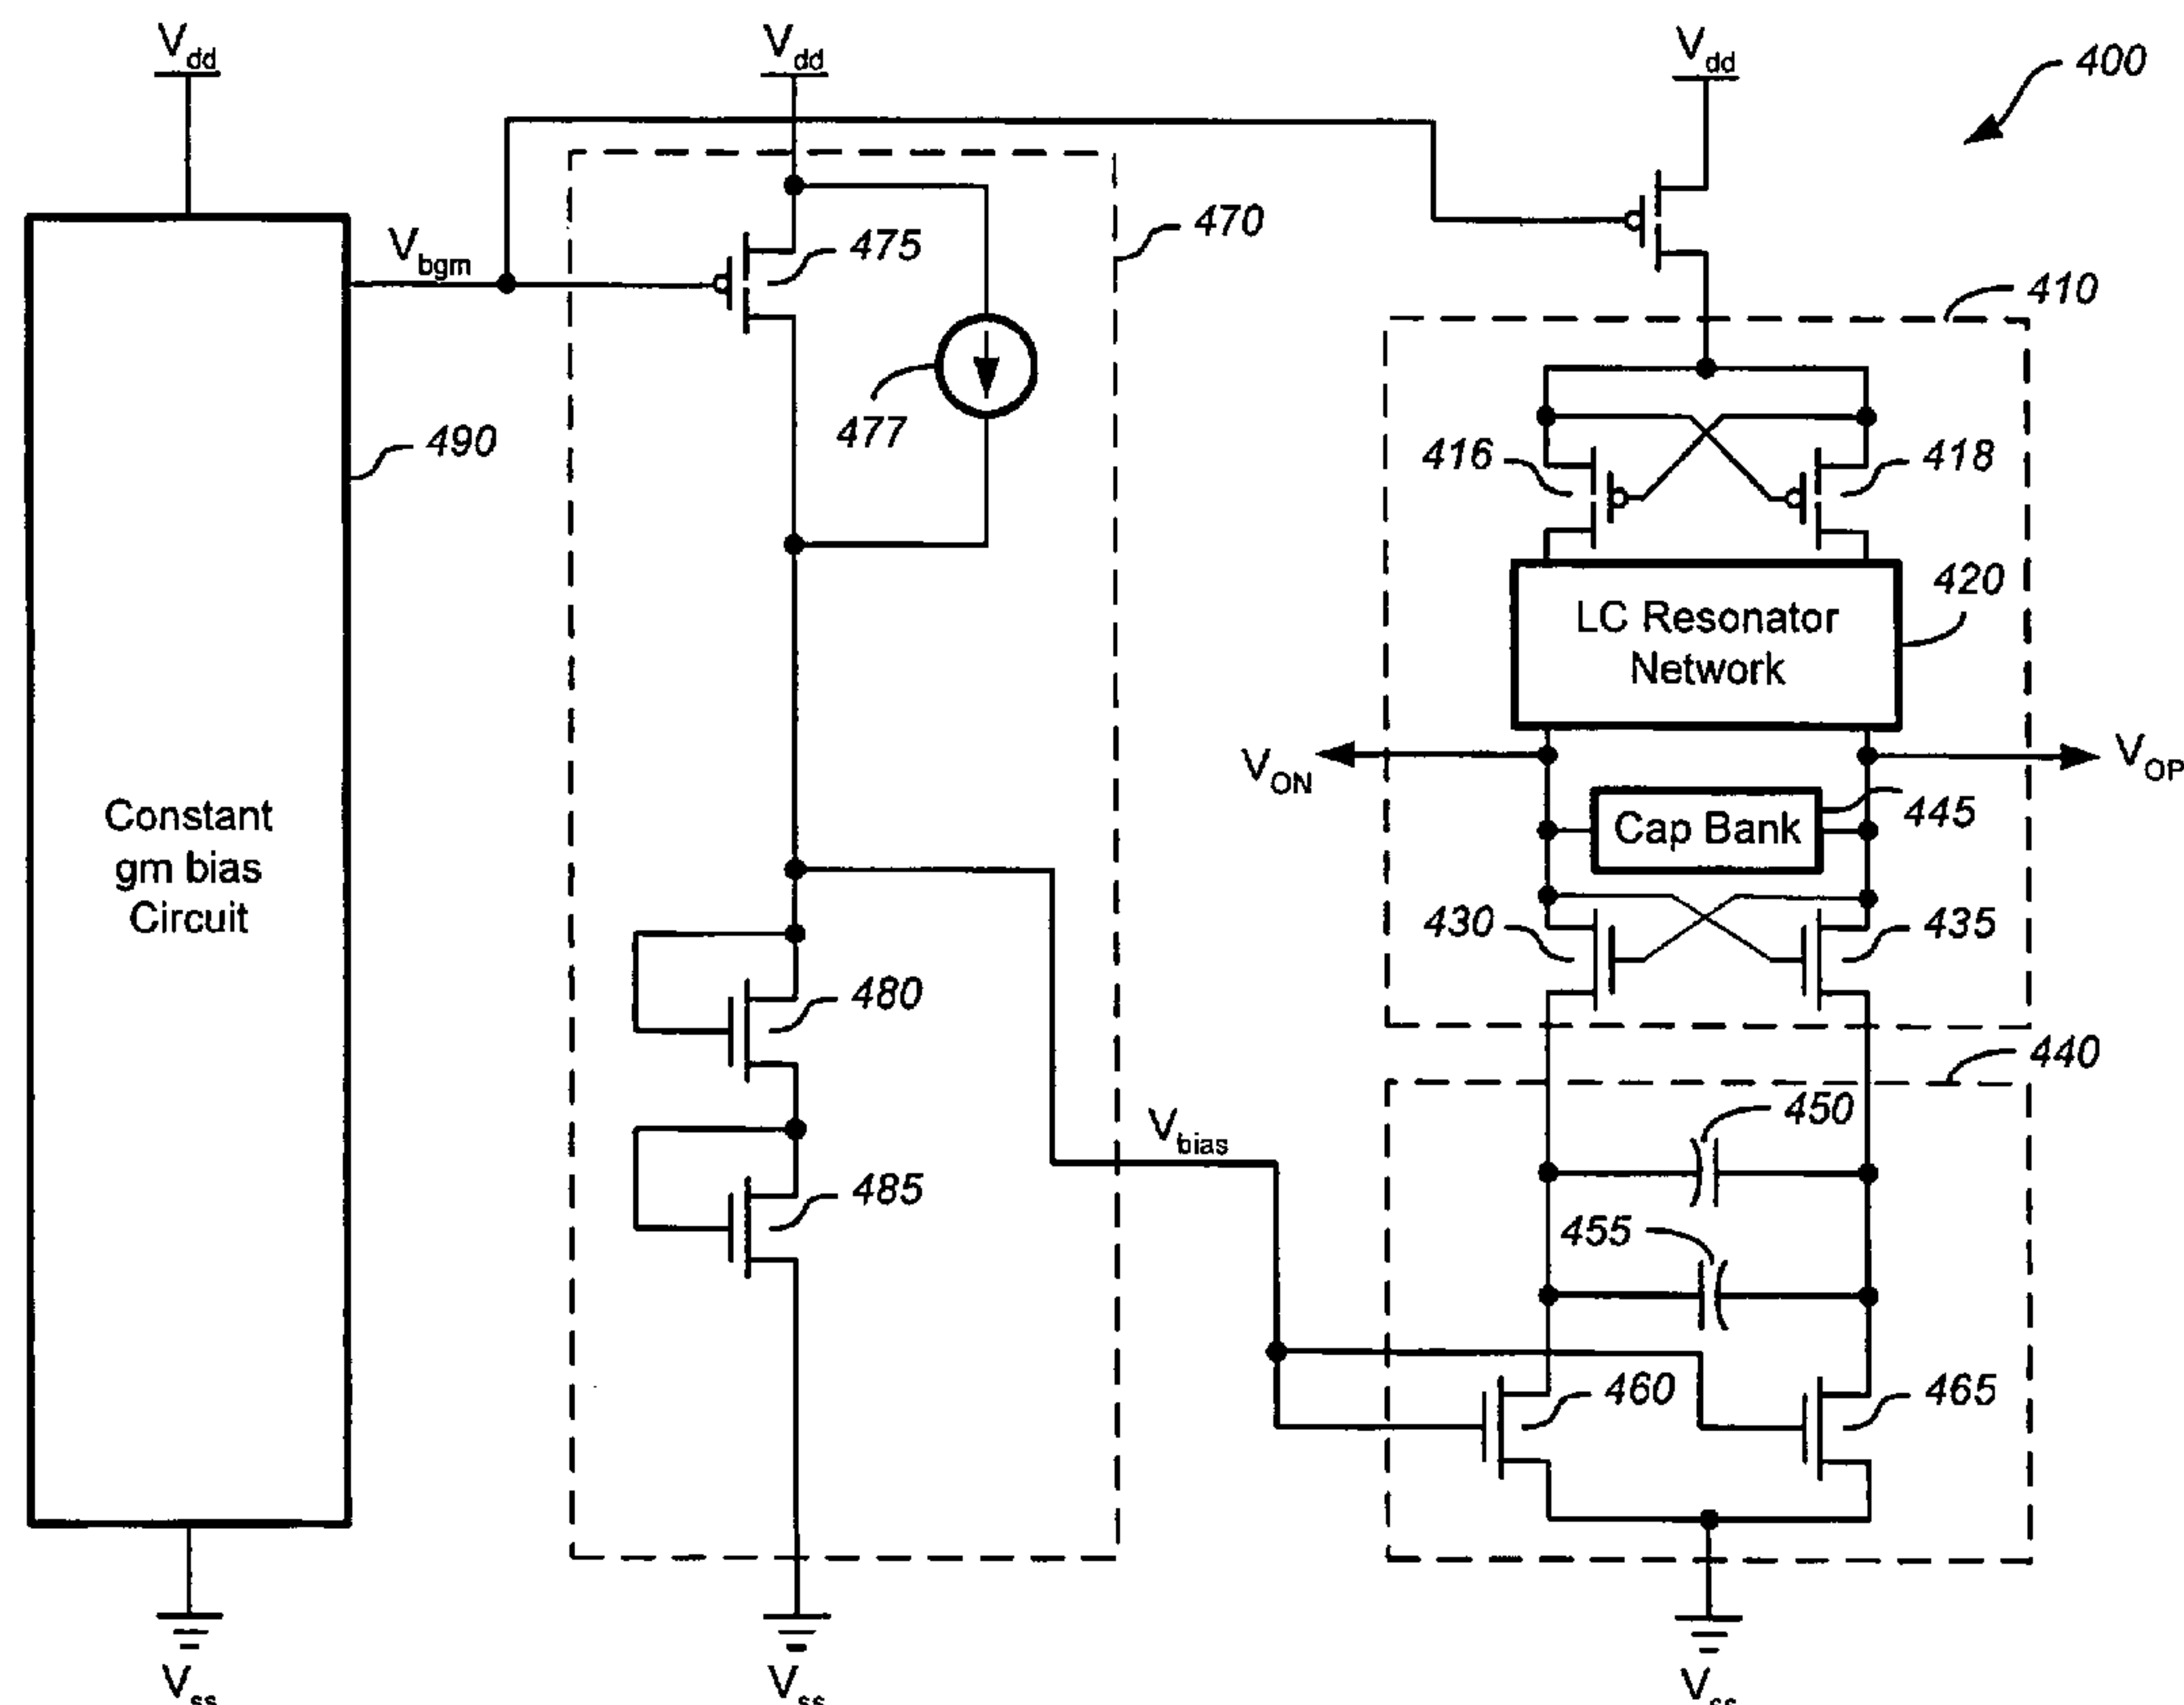 Vdd
Vdd
Vdd
400
Vbgm
475
470
477
410
490
416
418
420
LC Resonator
Network
VON
VOP
Cap Bank
445
Constant
gm bias
Circuit
430
435
480
440
450
Vbias
485
455
460
465
Vss
Vss
Vss